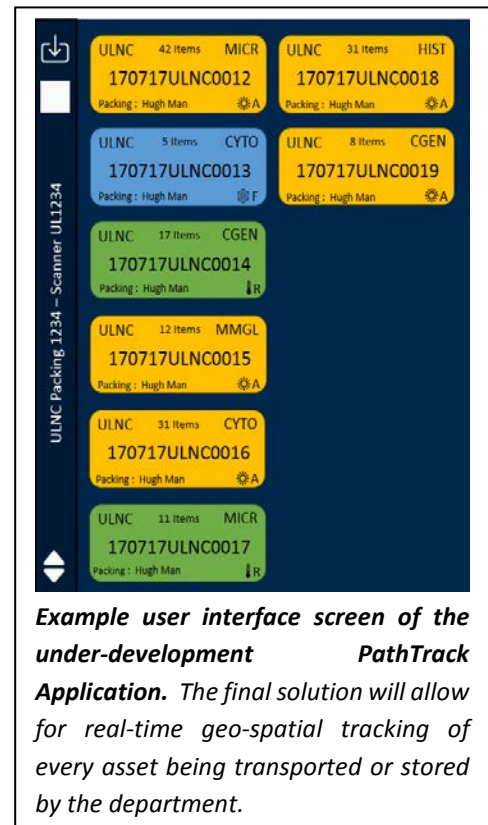 ULNC Packing 1234 – Scanner UL1234
ULNC 42 Items MICR
170717ULNC0012
Packing : Hugh Man A
ULNC 5 Items CYTO
170717ULNC0013
Packing : Hugh Man F
ULNC 17 Items CGEN
170717ULNC0014
Packing : Hugh Man R
ULNC 12 Items MMGL
170717ULNC0015
Packing : Hugh Man A
ULNC 31 Items CYTO
170717ULNC0016
Packing : Hugh Man A
ULNC 11 Items MICR
170717ULNC0017
Packing : Hugh Man R
ULNC 31 Items HIST
170717ULNC0018
Packing : Hugh Man A
ULNC 8 Items CGEN
170717ULNC0019
Packing : Hugh Man A
Example user interface screen of the
under-development PathTrack
Application. The final solution will allow
for real-time geo-spatial tracking of
every asset being transported or stored
by the department.